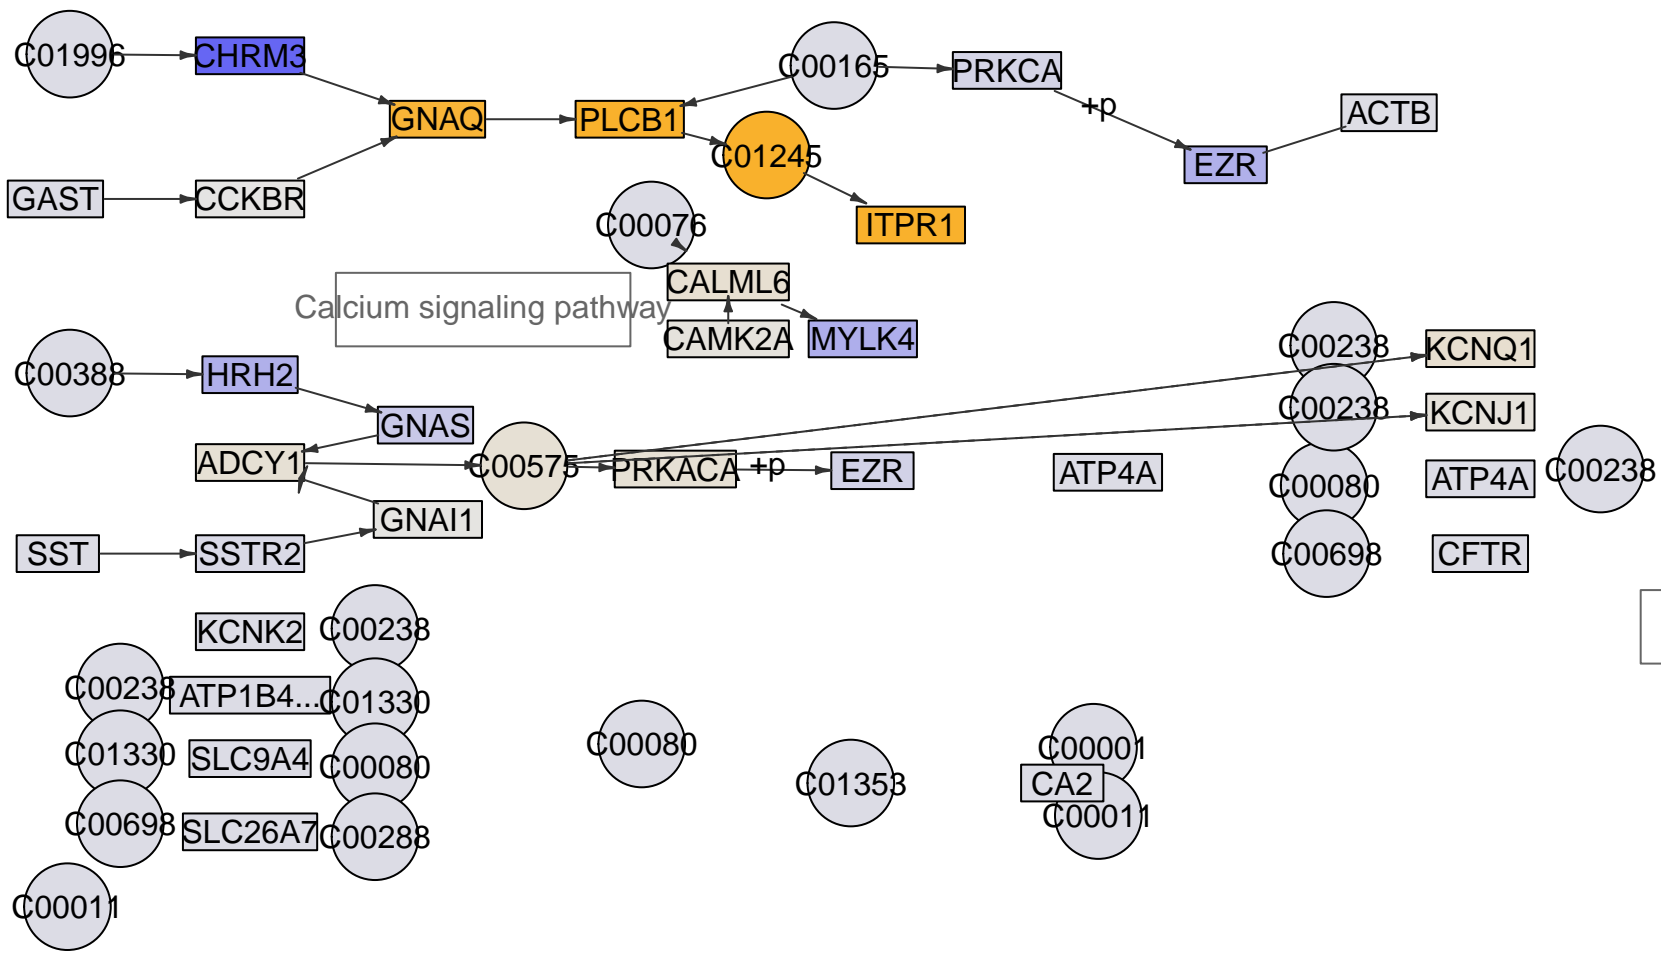 C01996
CHRM3
C00165
PRKCA
+p
ACTB
GNAQ
PLCB1
C01245
EZR
GAST
CCKBR
C00076
ITPR1
CALML6
Calcium signaling pathway
CAMK2A
MYLK4
C00238
KCNQ1
C00388
HRH2
C00238
KCNJ1
GNAS
ADCY1
C00575
PRKACA
+p
EZR
ATP4A
C00080
ATP4A
C00238
GNAI1
SST
SSTR2
C00698
CFTR
KCNK2
C00238
C00238
ATP1B4...
C01330
C01330
SLC9A4
C00080
C00080
C01353
C00001
CA2
C00011
C00698
SLC26A7
C00288
C00011